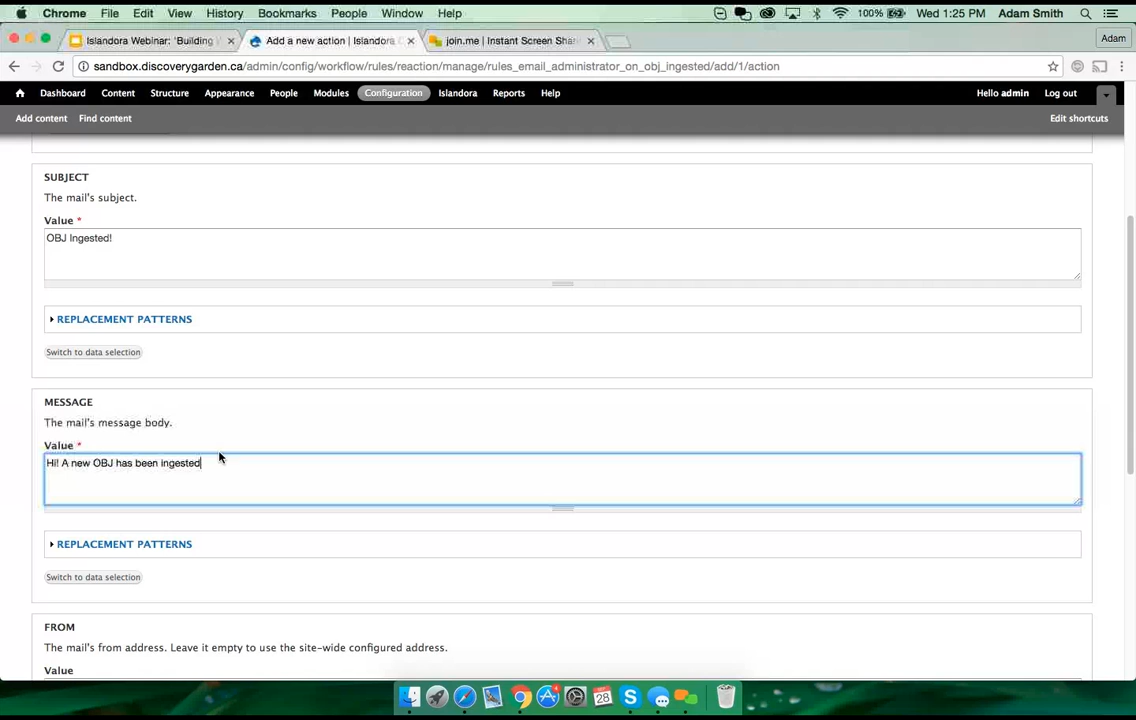 Chrome File Edit View History Bookmarks People Window Help 100% Wed 1:25 PM Adam Smith
Islandora Webinar: 'Building Add a new action | Islandora join.me | Instant Screen Shar Adam
sandbox.discoverygarden.ca/admin/config/workflow/rules/reaction/manage/rules_email_administrator_on_obj_ingested/add/1/action
Dashboard Content Structure Appearance People Modules Configuration Islandora Reports Help Hello admin Log out
Add content Find content Edit shortcuts
SUBJECT
The mail's subject.
Value *
OBJ Ingested!
REPLACEMENT PATTERNS
Switch to data selection
MESSAGE
The mail's message body.
Value *
Hi! A new OBJ has been ingested
REPLACEMENT PATTERNS
Switch to data selection
FROM
The mail's from address. Leave it empty to use the site-wide configured address.
Value
28